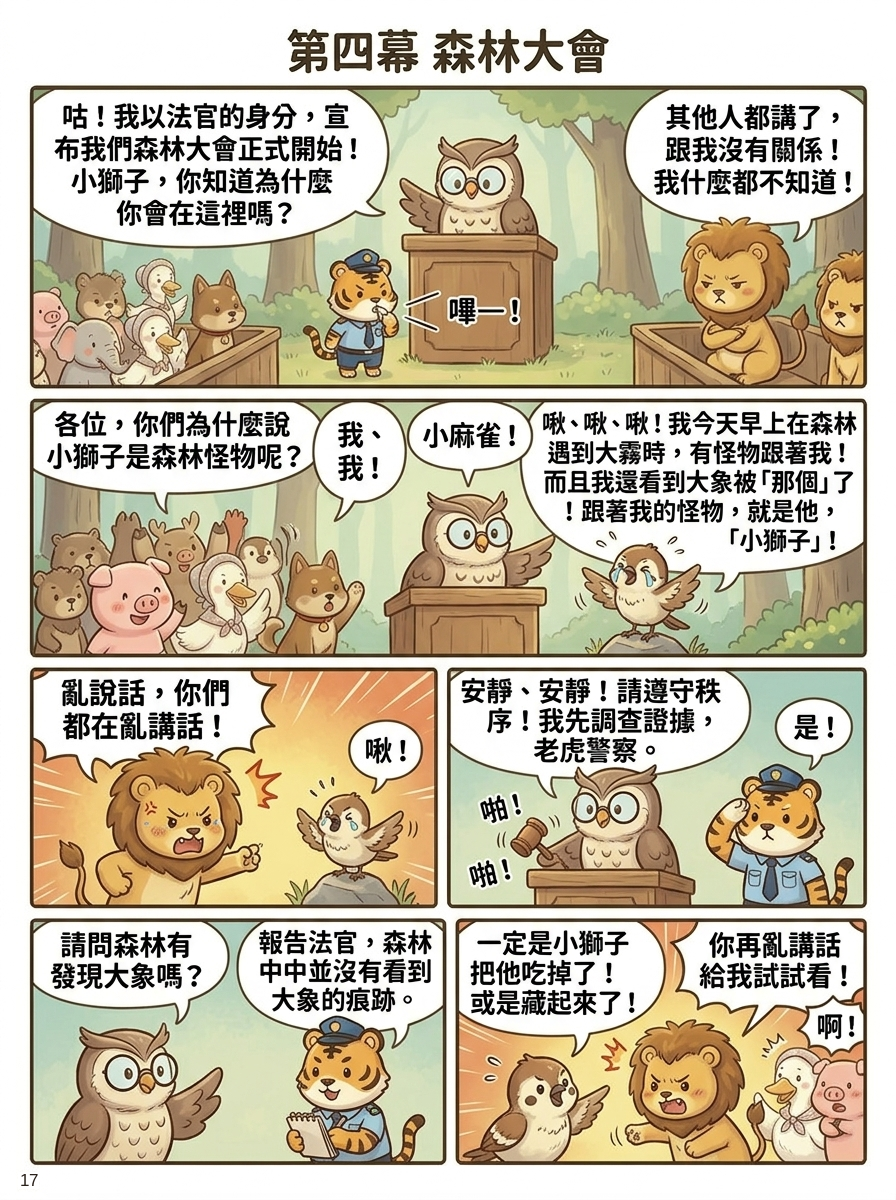 第四幕 森林大會
咕！我以法官的身分，宣
布我們森林大會正式開始！
小獅子，你知道為什麼
你會在這裡嗎？
嗶—！
其他人都講了，
跟我沒有關係！
我什麼都不知道！
各位，你們為什麼說
小獅子是森林怪物呢？
我、
我！
小麻雀！
啾、啾、啾！我今天早上在森林
遇到大霧時，有怪物跟著我！
而且我還看到大象被「那個」了
！跟著我的怪物，就是他，
「小獅子」！
亂說話，你們
都在亂講話！
啾！
安靜、安靜！請遵守秩
序！我先調查證據，
老虎警察。
啪！
啪！
是！
請問森林有
發現大象嗎？
報告法官，森林
中中並沒有看到
大象的痕跡。
一定是小獅子
把他吃掉了！
或是藏起來了！
你再亂講話
給我試試看！
啊！
17